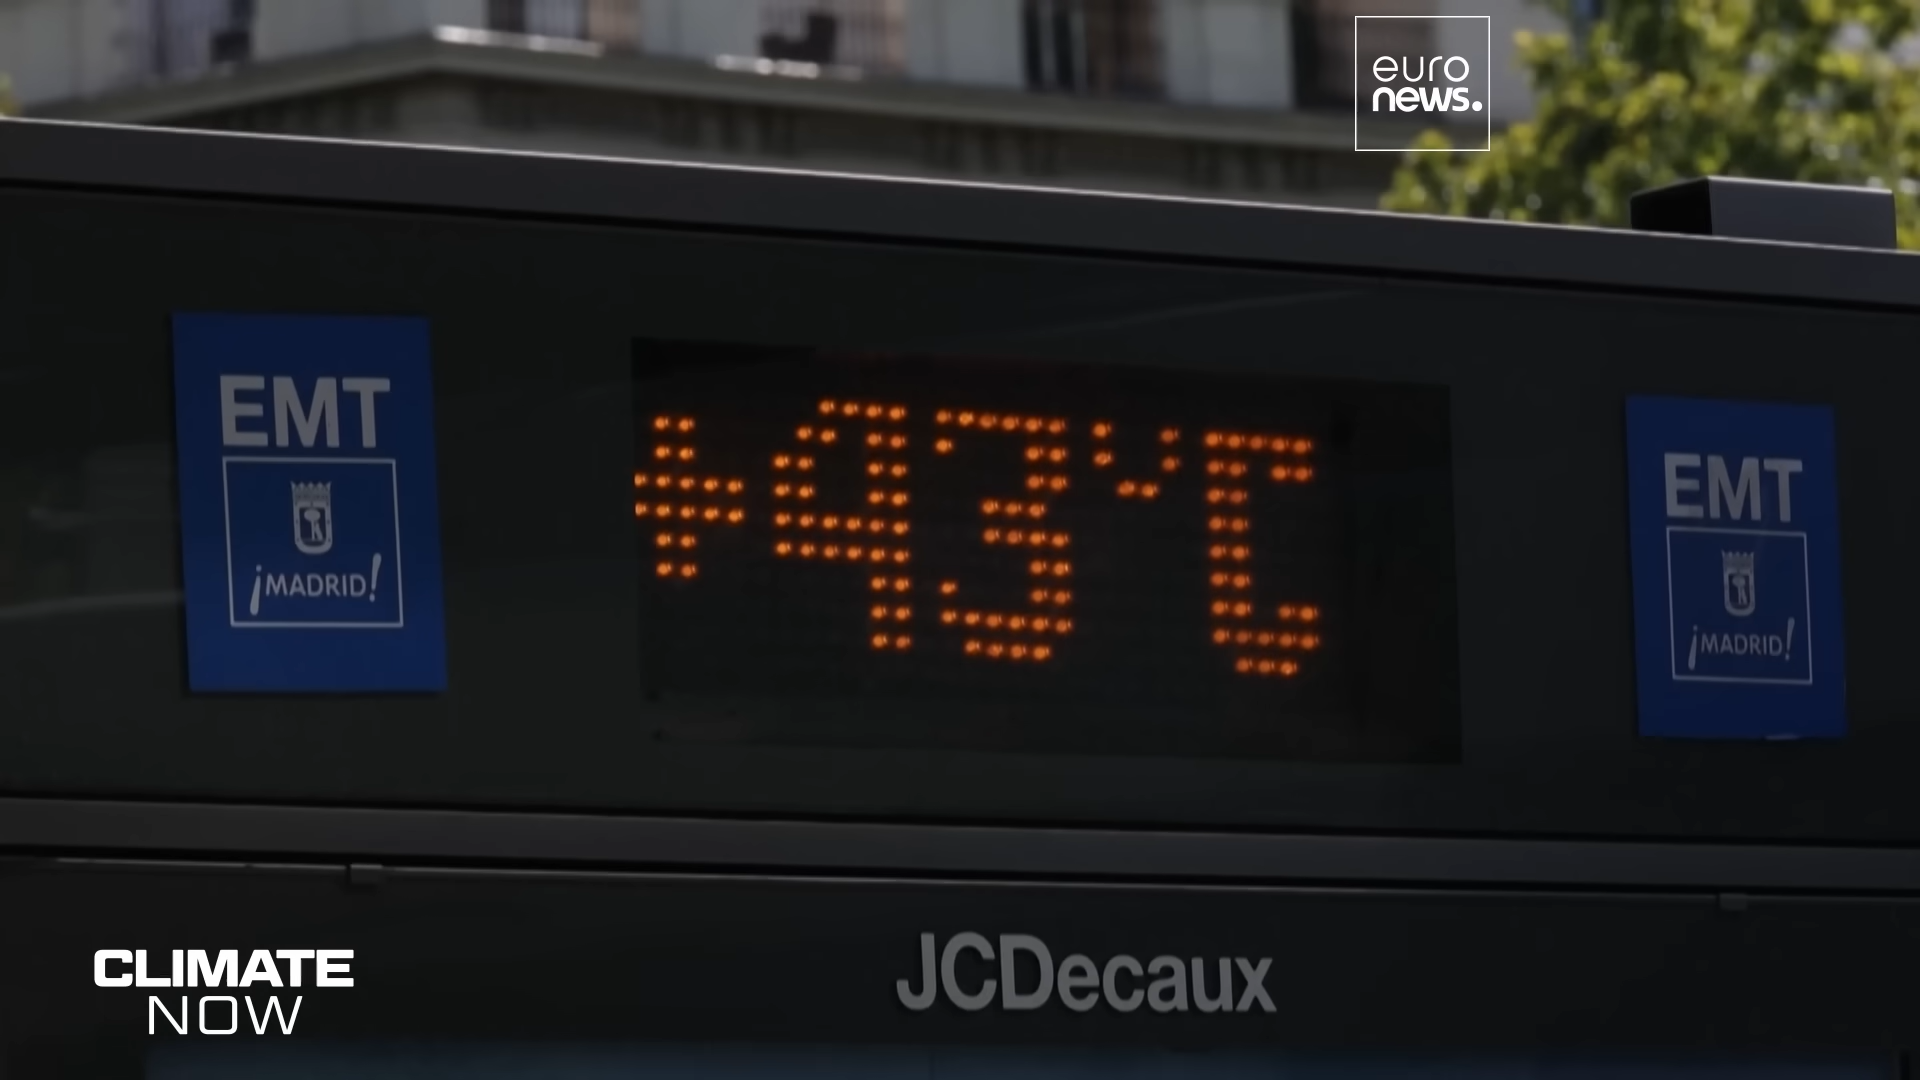 euro
news.
EMT
¡MADRID!
+43°C
EMT
¡MADRID!
JCDecaux
CLIMATE
NOW